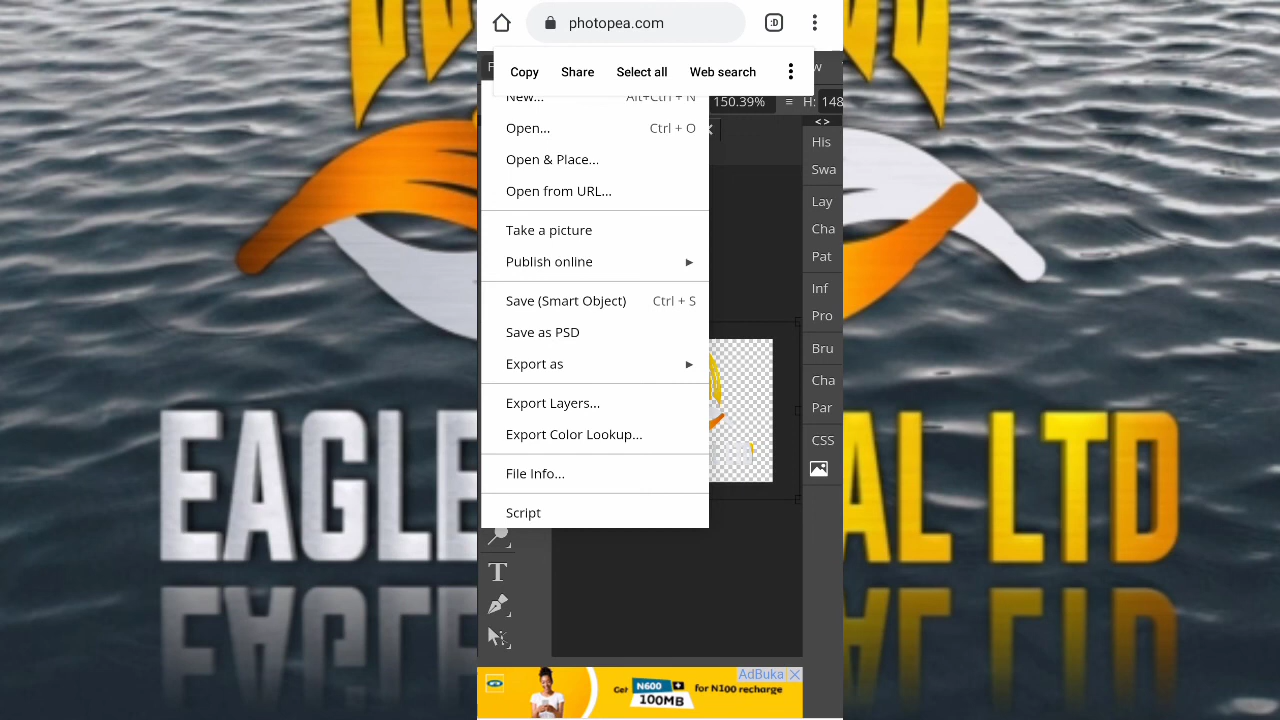 photopea.com
:D
Copy Share Select all Web search
New... Alt+Ctrl + N
150.39% H: 148
Open... Ctrl + O
< >
Open & Place...
His
Open from URL...
Swa
Lay
Take a picture
Cha
Publish online
Pat
Inf
Save (Smart Object) Ctrl + S
Pro
Save as PSD
Bru
Export as
Cha
Export Layers...
Par
Export Color Lookup...
CSS
File Info...
Script
EAGLE AL LTD
T
AdBuka
Get N600 + 100MB for N100 recharge